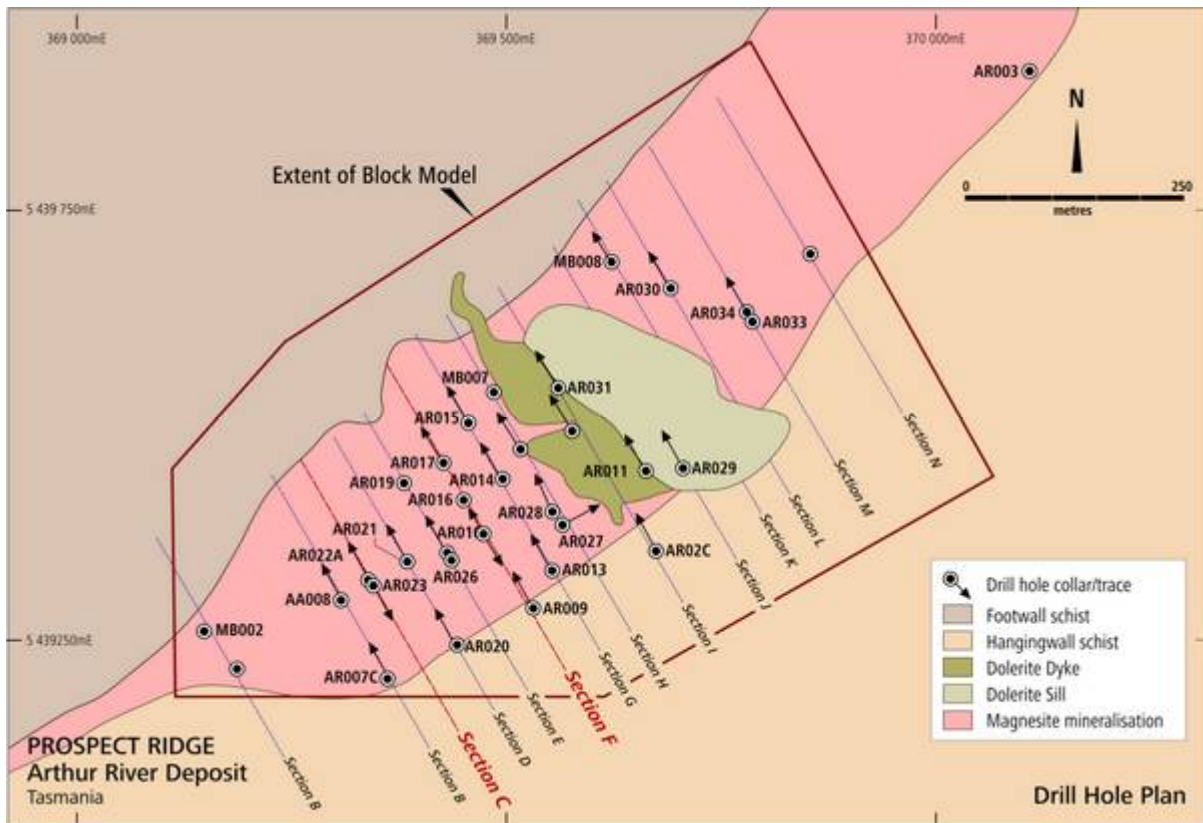 369 000mE
369 500mE
370 000mE
AR003
N
Extent of Block Model
0
250
metres
5 439 750mE
MB008
AR030
AR034
AR033
MB007
AR031
AR015
AR017
AR014
AR011
AR029
AR019
AR016
AR028
AR021
AR01
AR027
AR02C
AR022A
AR023
AR026
AR013
AA008
AR009
MB002
5 439250mE
AR020
AR007C
Section N
Section M
Section L
Section K
Section J
Section I
Section H
Section G
Section F
Section E
Section D
Section C
Section B
Section B
Drill hole collar/trace
Footwall schist
Hangingwall schist
Dolerite Dyke
Dolerite Sill
Magnesite mineralisation
PROSPECT RIDGE
Arthur River Deposit
Tasmania
Drill Hole Plan